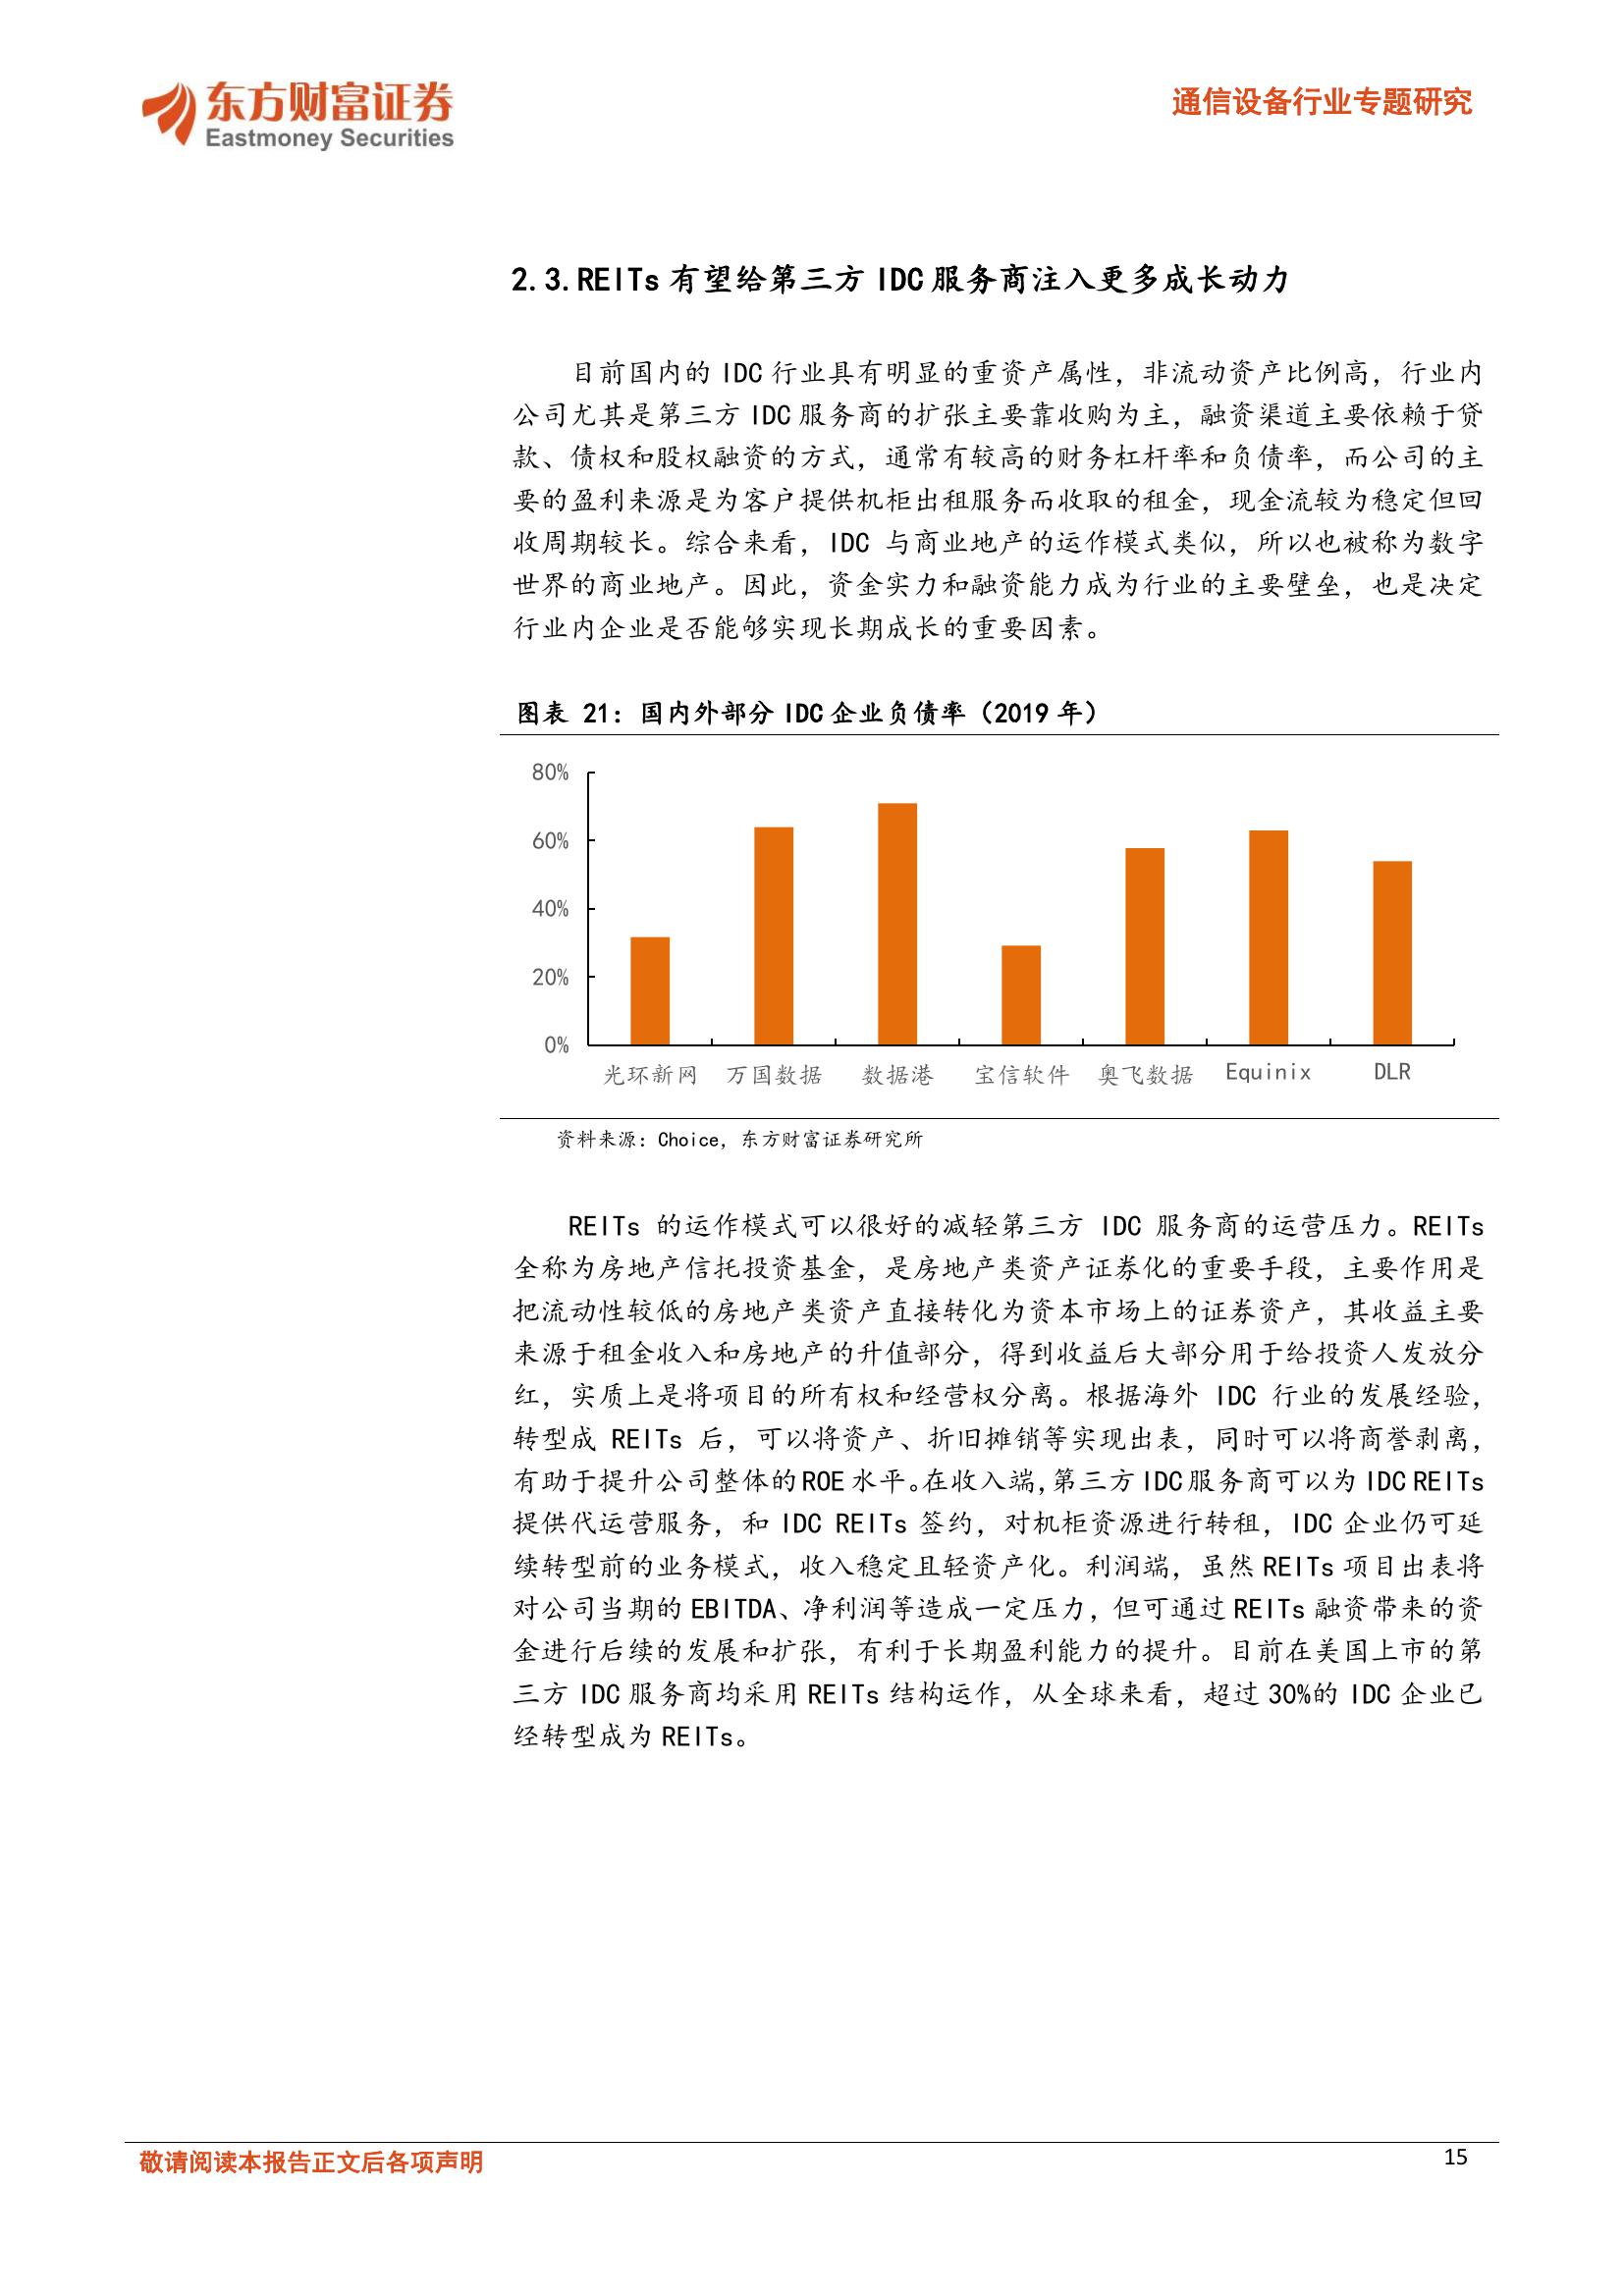 东方财富证券
Eastmoney Securities
通信设备行业专题研究
2.3.REITs 有望给第三方 IDC 服务商注入更多成长动力
目前国内的 IDC 行业具有明显的重资产属性，非流动资产比例高，行业内
公司尤其是第三方 IDC 服务商的扩张主要靠收购为主，融资渠道主要依赖于贷
款、债权和股权融资的方式，通常有较高的财务杠杆率和负债率，而公司的主
要的盈利来源是为客户提供机柜出租服务而收取的租金，现金流较为稳定但回
收周期较长。综合来看，IDC 与商业地产的运作模式类似，所以也被称为数字
世界的商业地产。因此，资金实力和融资能力成为行业的主要壁垒，也是决定
行业内企业是否能够实现长期成长的重要因素。
图表 21：国内外部分 IDC 企业负债率（2019 年）
80%
60%
40%
20%
0%
光环新网 万国数据 数据港 宝信软件 奥飞数据 Equinix DLR
资料来源：Choice，东方财富证券研究所
REITs 的运作模式可以很好的减轻第三方 IDC 服务商的运营压力。REITs
全称为房地产信托投资基金，是房地产类资产证券化的重要手段，主要作用是
把流动性较低的房地产类资产直接转化为资本市场上的证券资产，其收益主要
来源于租金收入和房地产的升值部分，得到收益后大部分用于给投资人发放分
红，实质上是将项目的所有权和经营权分离。根据海外 IDC 行业的发展经验，
转型成 REITs 后，可以将资产、折旧摊销等实现出表，同时可以将商誉剥离，
有助于提升公司整体的 ROE 水平。在收入端，第三方 IDC 服务商可以为 IDC REITs
提供代运营服务，和 IDC REITs 签约，对机柜资源进行转租，IDC 企业仍可延
续转型前的业务模式，收入稳定且轻资产化。利润端，虽然 REITs 项目出表将
对公司当期的 EBITDA、净利润等造成一定压力，但可通过 REITs 融资带来的资
金进行后续的发展和扩张，有利于长期盈利能力的提升。目前在美国上市的第
三方 IDC 服务商均采用 REITs 结构运作，从全球来看，超过 30%的 IDC 企业已
经转型成为 REITs。
敬请阅读本报告正文后各项声明
15